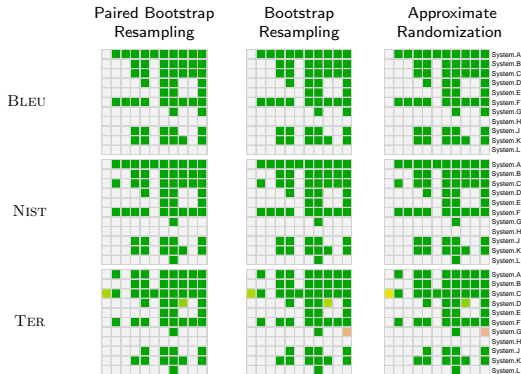 Paired Bootstrap Resampling
Bootstrap Resampling
Approximate Randomization
BLEU
System.A
System.B
System.C
System.D
System.E
System.F
System.G
System.H
System.J
System.K
System.L
NIST
System.A
System.B
System.C
System.D
System.E
System.F
System.G
System.H
System.J
System.K
System.L
TER
System.A
System.B
System.C
System.D
System.E
System.F
System.G
System.H
System.J
System.K
System.L